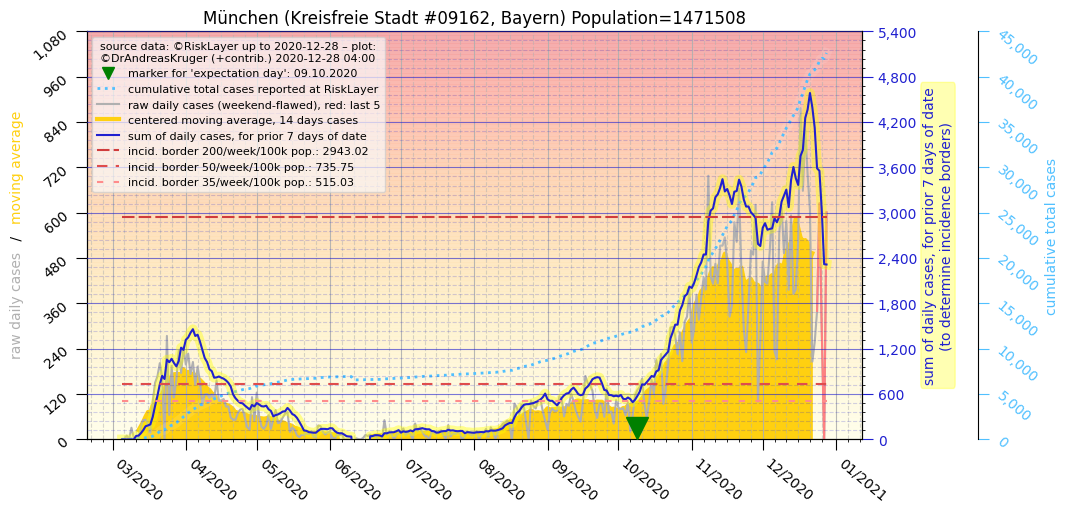 München (Kreisfreie Stadt #09162, Bayern) Population=1471508
source data: ©RiskLayer up to 2020-12-28 – plot:
©DrAndreasKruger (+contrib.) 2020-12-28 04:00
marker for 'expectation day': 09.10.2020
cumulative total cases reported at RiskLayer
raw daily cases (weekend-flawed), red: last 5
centered moving average, 14 days cases
sum of daily cases, for prior 7 days of date
incid. border 200/week/100k pop.: 2943.02
incid. border 50/week/100k pop.: 735.75
incid. border 35/week/100k pop.: 515.03
raw daily cases / moving average
1,080
960
840
720
600
480
360
240
120
0
03/2020
04/2020
05/2020
06/2020
07/2020
08/2020
09/2020
10/2020
11/2020
12/2020
01/2021
5,400
4,800
4,200
3,600
3,000
2,400
1,800
1,200
600
0
sum of daily cases, for prior 7 days of date
(to determine incidence borders)
45,000
40,000
35,000
30,000
25,000
20,000
15,000
10,000
5,000
0
cumulative total cases